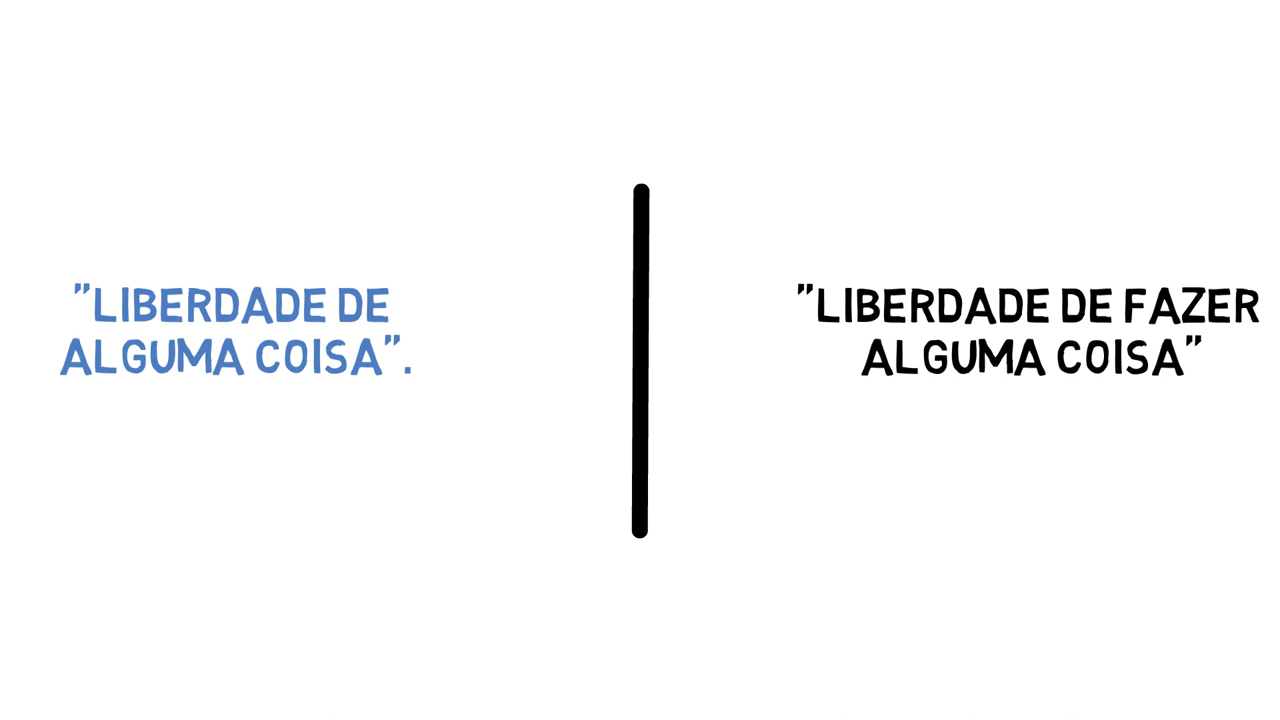 ”LIBERDADE DE
ALGUMA COISA”.
”LIBERDADE DE FAZER
ALGUMA COISA”